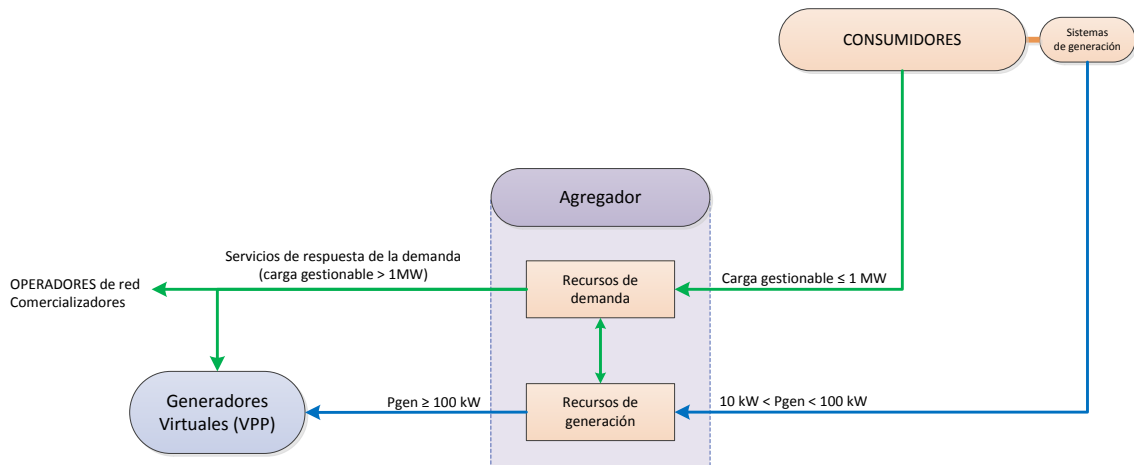 CONSUMIDORES
Sistemas
de generación
Agregador
Servicios de respuesta de la demanda
(carga gestionable > 1MW)
OPERADORES de red
Comercializadores
Recursos de
demanda
Carga gestionable ≤ 1 MW
Generadores
Virtuales (VPP)
Pgen ≥ 100 kW
Recursos de
generación
10 kW < Pgen < 100 kW